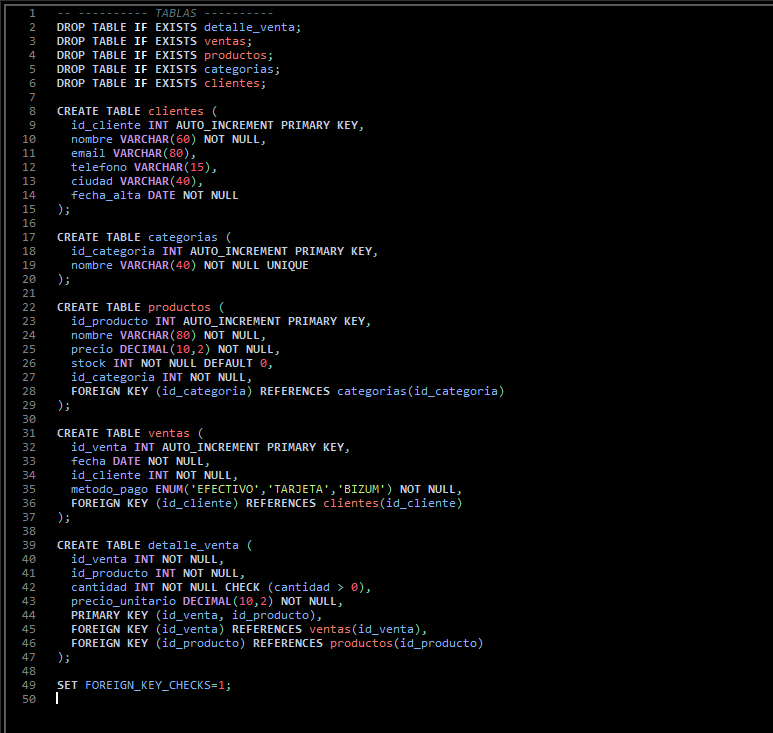 1 -- ---------- TABLAS ----------
2 DROP TABLE IF EXISTS detalle_venta;
3 DROP TABLE IF EXISTS ventas;
4 DROP TABLE IF EXISTS productos;
5 DROP TABLE IF EXISTS categorias;
6 DROP TABLE IF EXISTS clientes;
7
8 CREATE TABLE clientes (
9   id_cliente INT AUTO_INCREMENT PRIMARY KEY,
10   nombre VARCHAR(60) NOT NULL,
11   email VARCHAR(80),
12   telefono VARCHAR(15),
13   ciudad VARCHAR(40),
14   fecha_alta DATE NOT NULL
15 );
16
17 CREATE TABLE categorias (
18   id_categoria INT AUTO_INCREMENT PRIMARY KEY,
19   nombre VARCHAR(40) NOT NULL UNIQUE
20 );
21
22 CREATE TABLE productos (
23   id_producto INT AUTO_INCREMENT PRIMARY KEY,
24   nombre VARCHAR(80) NOT NULL,
25   precio DECIMAL(10,2) NOT NULL,
26   stock INT NOT NULL DEFAULT 0,
27   id_categoria INT NOT NULL,
28   FOREIGN KEY (id_categoria) REFERENCES categorias(id_categoria)
29 );
30
31 CREATE TABLE ventas (
32   id_venta INT AUTO_INCREMENT PRIMARY KEY,
33   fecha DATE NOT NULL,
34   id_cliente INT NOT NULL,
35   metodo_pago ENUM('EFECTIVO','TARJETA','BIZUM') NOT NULL,
36   FOREIGN KEY (id_cliente) REFERENCES clientes(id_cliente)
37 );
38
39 CREATE TABLE detalle_venta (
40   id_venta INT NOT NULL,
41   id_producto INT NOT NULL,
42   cantidad INT NOT NULL CHECK (cantidad > 0),
43   precio_unitario DECIMAL(10,2) NOT NULL,
44   PRIMARY KEY (id_venta, id_producto),
45   FOREIGN KEY (id_venta) REFERENCES ventas(id_venta),
46   FOREIGN KEY (id_producto) REFERENCES productos(id_producto)
47 );
48
49 SET FOREIGN_KEY_CHECKS=1;
50